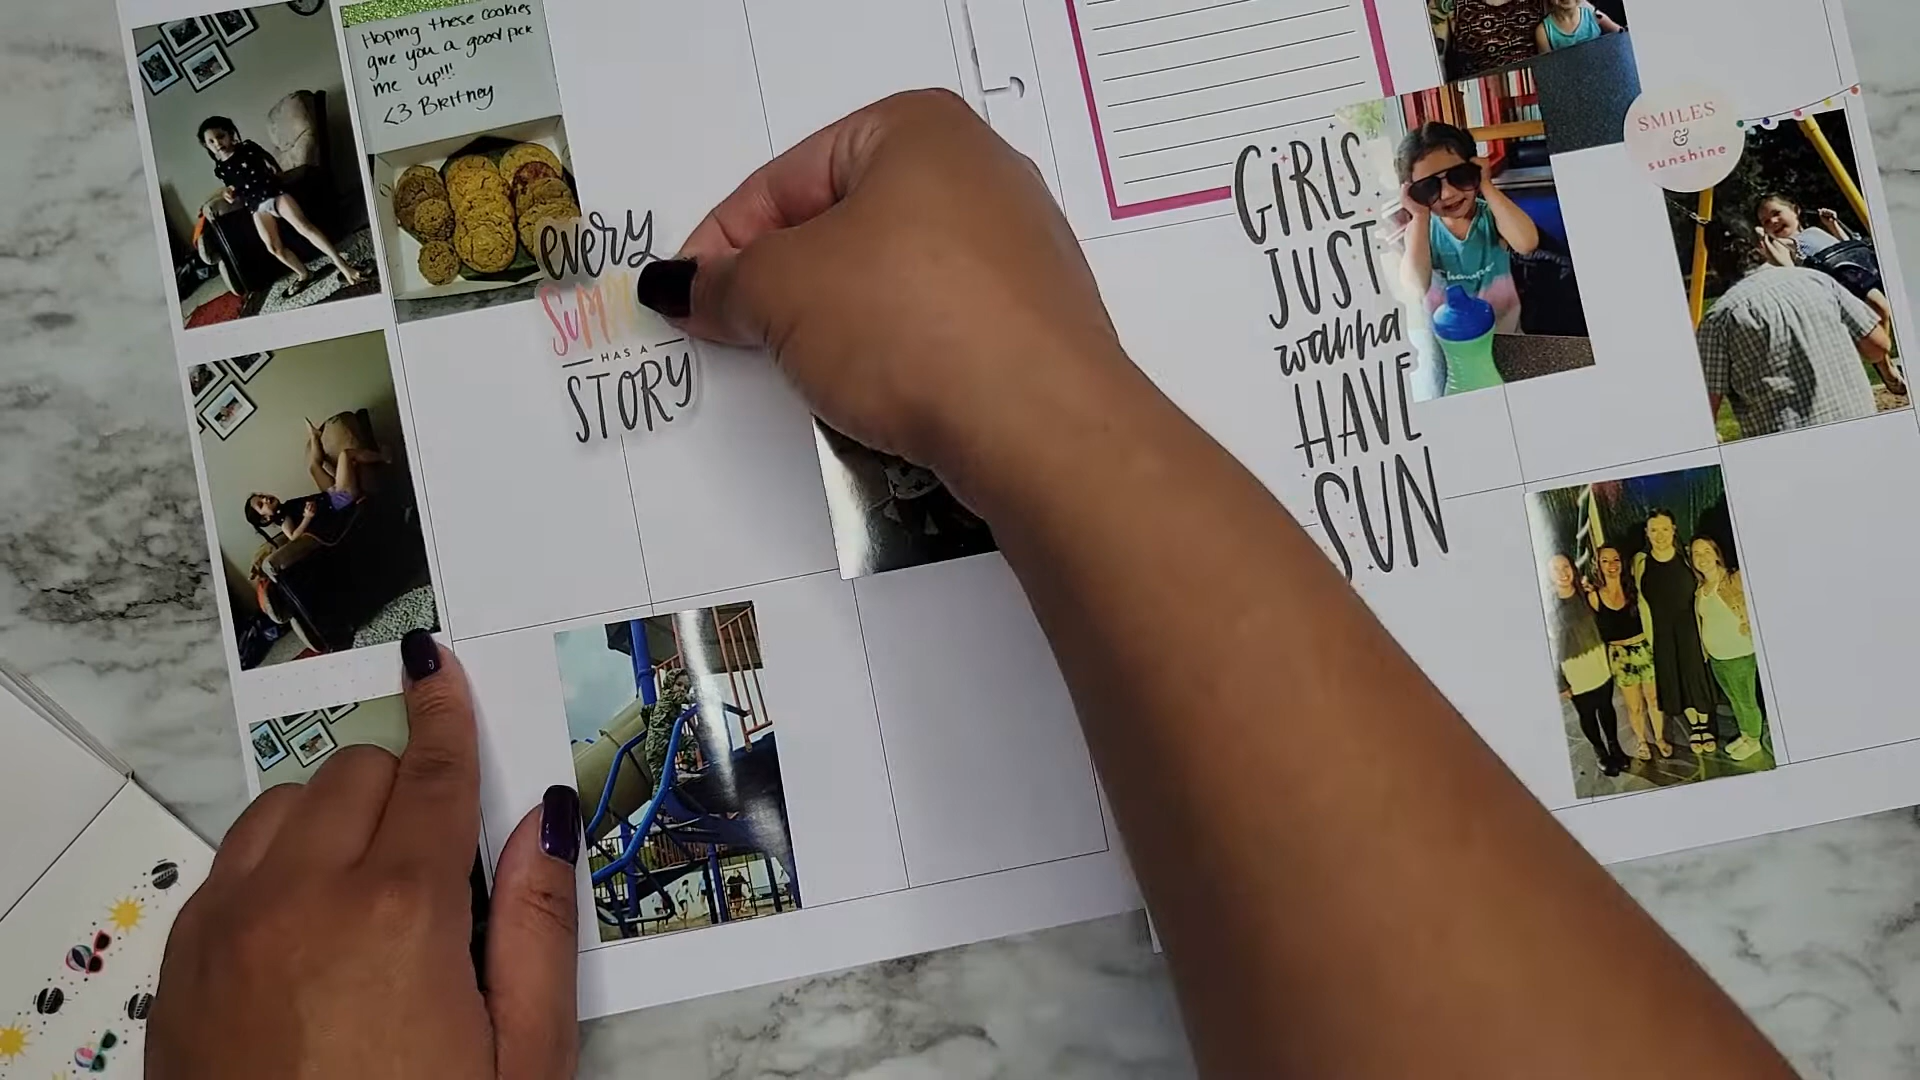 Hoping these cookies
give you a good pick
me up!!!
<3 Brittney
every
HAS A
STORY
GiRLS
JUST
wanna
HAVE
SUN
SMILES
&
sunshine